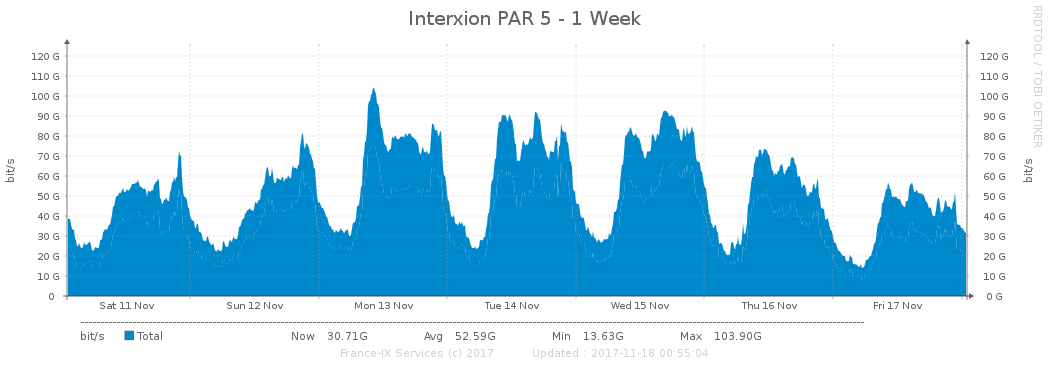 Interxion PAR 5 - 1 Week
RRDTOOL / TOBI OETIKER
bit/s
120 G 120 G
110 G 110 G
100 G 100 G
90 G 90 G
80 G 80 G
70 G 70 G
60 G 60 G
50 G 50 G
40 G 40 G
30 G 30 G
20 G 20 G
10 G 10 G
0 0 G
bit/s
Sat 11 Nov Sun 12 Nov Mon 13 Nov Tue 14 Nov Wed 15 Nov Thu 16 Nov Fri 17 Nov
bit/s Total Now 30.71G Avg 52.59G Min 13.63G Max 103.90G
France-IX Services (c) 2017 Updated : 2017-11-18 00:55:04